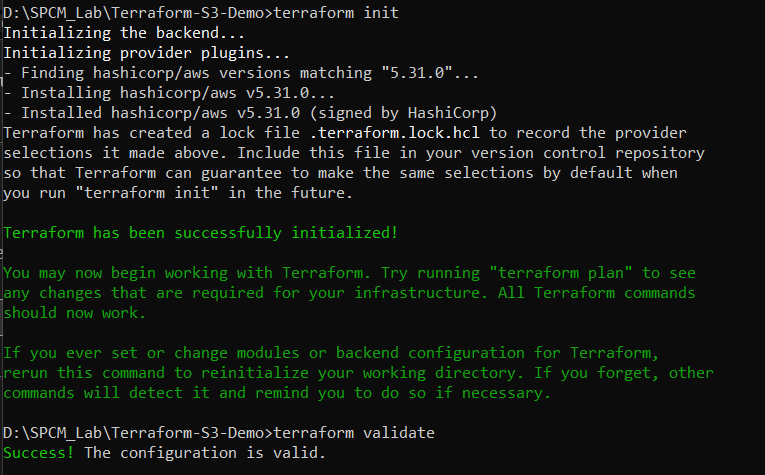 D:\SPCM_Lab\Terraform-S3-Demo>terraform init
Initializing the backend...
Initializing provider plugins...
- Finding hashicorp/aws versions matching "5.31.0"...
- Installing hashicorp/aws v5.31.0...
- Installed hashicorp/aws v5.31.0 (signed by HashiCorp)
Terraform has created a lock file .terraform.lock.hcl to record the provider
selections it made above. Include this file in your version control repository
so that Terraform can guarantee to make the same selections by default when
you run "terraform init" in the future.
Terraform has been successfully initialized!
You may now begin working with Terraform. Try running "terraform plan" to see
any changes that are required for your infrastructure. All Terraform commands
should now work.
If you ever set or change modules or backend configuration for Terraform,
rerun this command to reinitialize your working directory. If you forget, other
commands will detect it and remind you to do so if necessary.
D:\SPCM_Lab\Terraform-S3-Demo>terraform validate
Success! The configuration is valid.